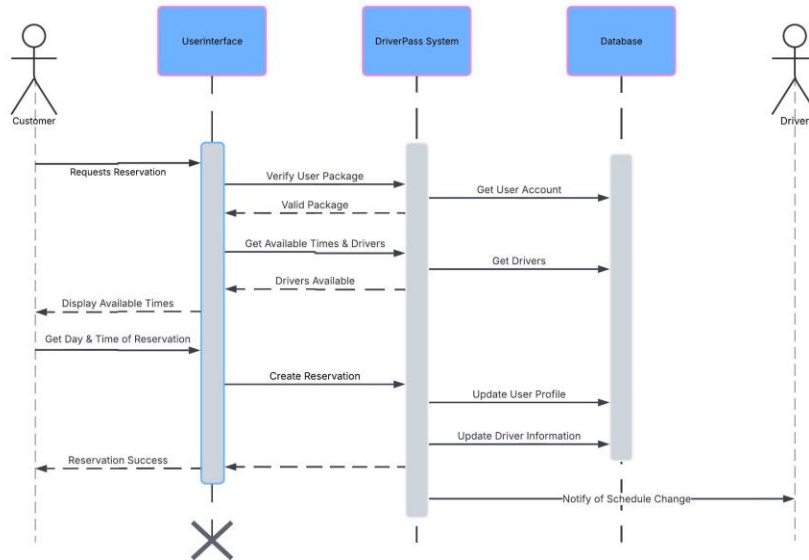 UserInterface
DriverPass System
Database
Customer
Driver
Requests Reservation
Verify User Package
Get User Account
Valid Package
Get Available Times & Drivers
Get Drivers
Drivers Available
Display Available Times
Get Day & Time of Reservation
Create Reservation
Update User Profile
Update Driver Information
Reservation Success
Notify of Schedule Change